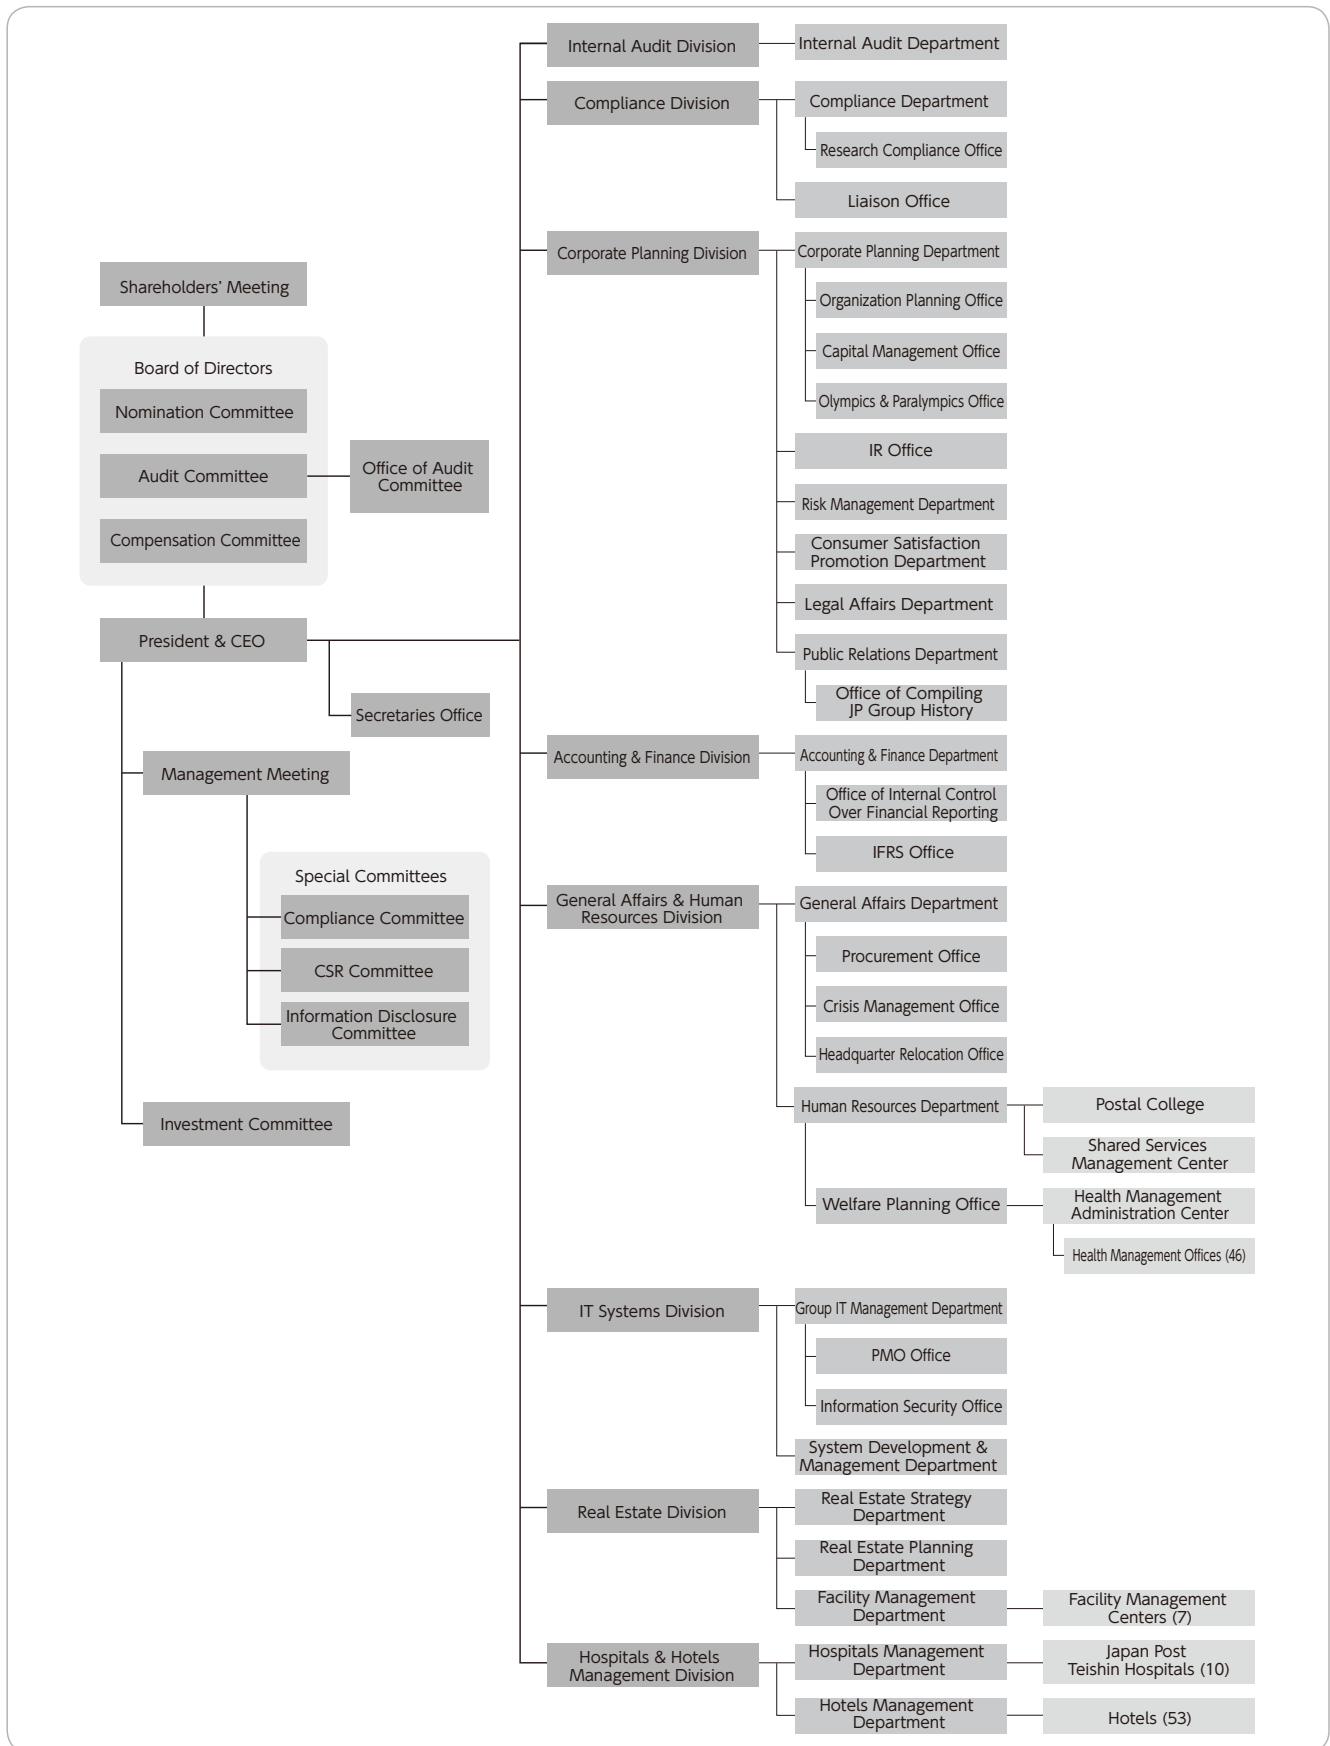 Shareholders' Meeting
Board of Directors
Nomination Committee
Audit Committee
Office of Audit
Committee
Compensation Committee
President & CEO
Secretaries Office
Management Meeting
Special Committees
Compliance Committee
CSR Committee
Information Disclosure
Committee
Investment Committee
Internal Audit Division
Internal Audit Department
Compliance Division
Compliance Department
Research Compliance Office
Liaison Office
Corporate Planning Division
Corporate Planning Department
Organization Planning Office
Capital Management Office
Olympics & Paralympics Office
IR Office
Risk Management Department
Consumer Satisfaction
Promotion Department
Legal Affairs Department
Public Relations Department
Office of Compiling
JP Group History
Accounting & Finance Division
Accounting & Finance Department
Office of Internal Control
Over Financial Reporting
IFRS Office
General Affairs & Human
Resources Division
General Affairs Department
Procurement Office
Crisis Management Office
Headquarter Relocation Office
Human Resources Department
Postal College
Shared Services
Management Center
Welfare Planning Office
Health Management
Administration Center
Health Management Offices (46)
IT Systems Division
Group IT Management Department
PMO Office
Information Security Office
System Development &
Management Department
Real Estate Division
Real Estate Strategy
Department
Real Estate Planning
Department
Facility Management
Department
Facility Management
Centers (7)
Hospitals & Hotels
Management Division
Hospitals Management
Department
Japan Post
Teishin Hospitals (10)
Hotels Management
Department
Hotels (53)